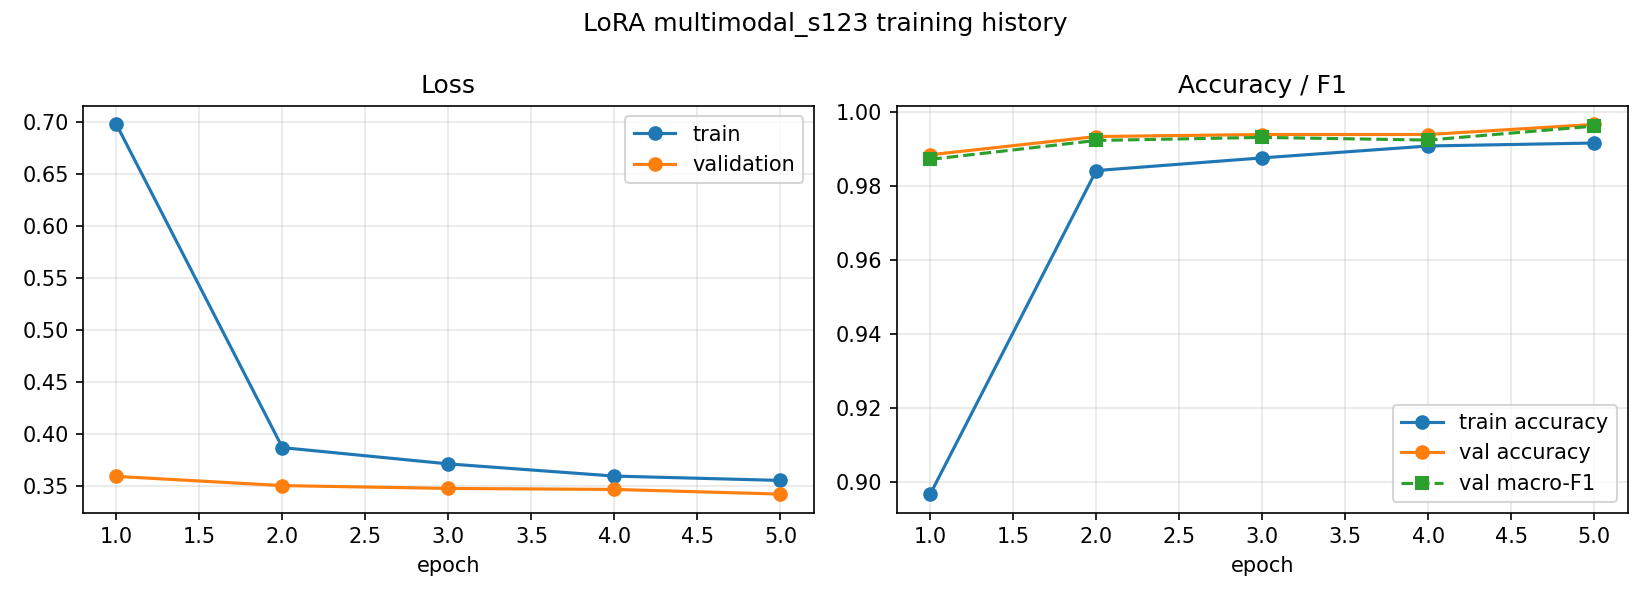 LoRA multimodal_s123 training history
Loss
0.70
0.65
0.60
0.55
0.50
0.45
0.40
0.35
train
validation
1.0 1.5 2.0 2.5 3.0 3.5 4.0 4.5 5.0
epoch
Accuracy / F1
1.00
0.98
0.96
0.94
0.92
0.90
train accuracy
val accuracy
val macro-F1
1.0 1.5 2.0 2.5 3.0 3.5 4.0 4.5 5.0
epoch